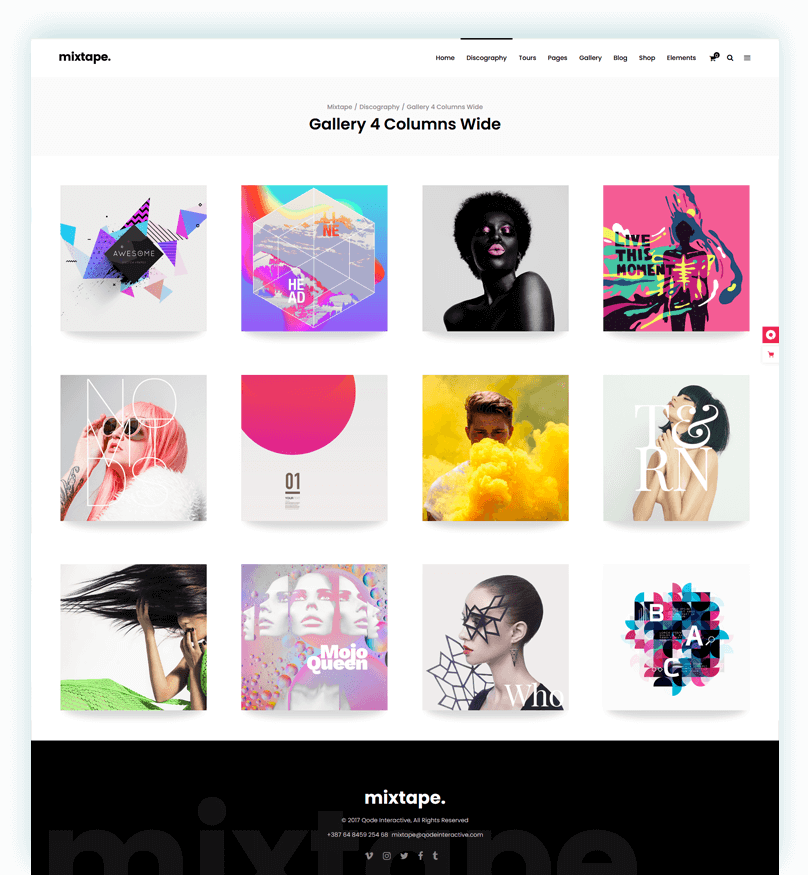 mixtape.
Home Discography Tours Pages Gallery Blog Shop Elements 0
Mixtape / Discography / Gallery 4 Columns Wide
Gallery 4 Columns Wide
AWESOME
NE
HE
AD
LIVE
THIS
MOMENT
NO
MA
DS
01
T&
RN
Mojo
Queen
Who
B
A
C
mixtape.
© 2017 Qode Interactive, All Rights Reserved
+387 64 8459 254 68 mixtape@qodeinteractive.com
mixtape